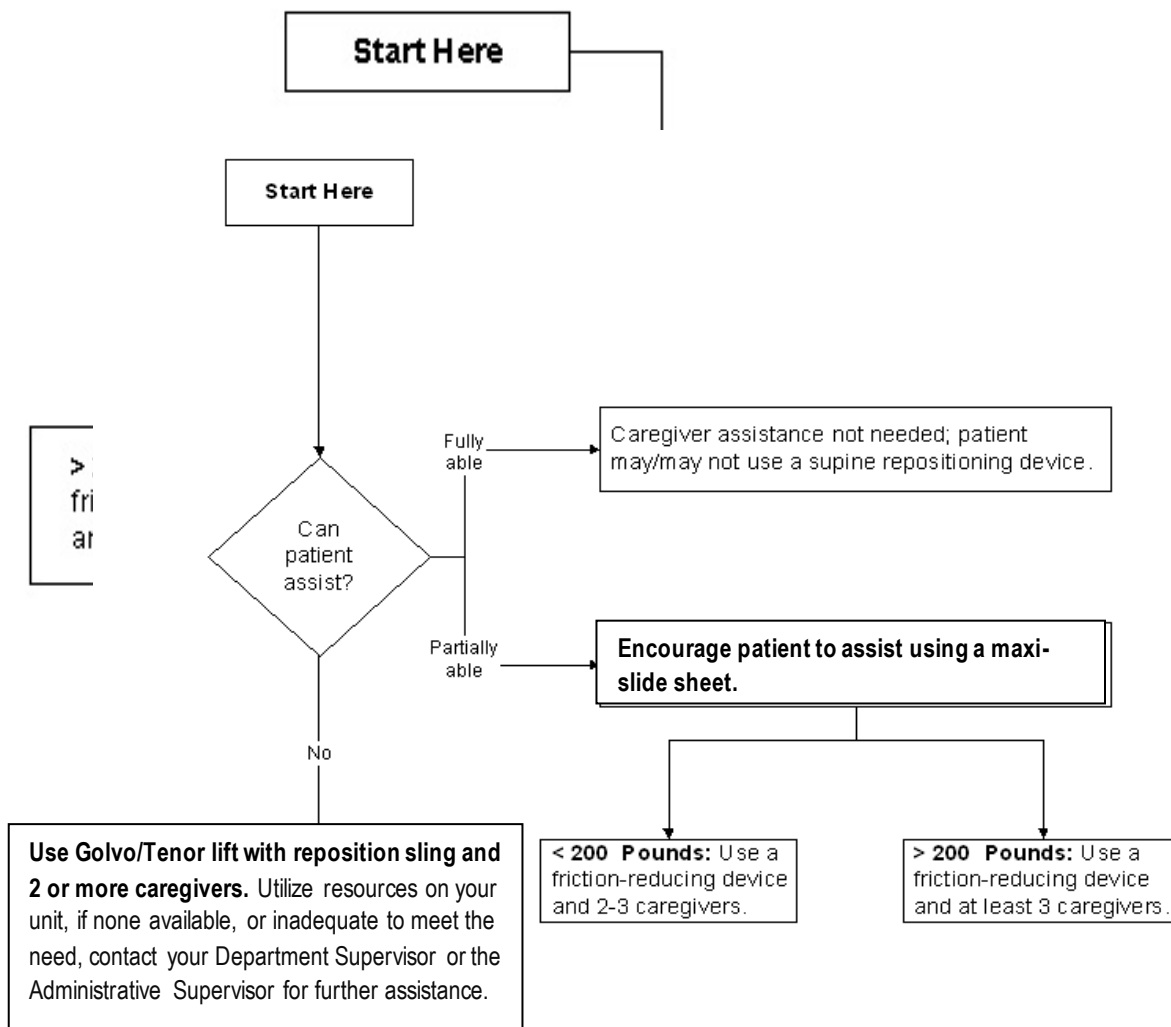 Start Here
Start Here
Fully
able
Caregiver assistance not needed; patient
may/may not use a supine repositioning device.
>
fri
Can
patient
assist?
Partially
able
Encourage patient to assist using a maxi-
slide sheet.
No
Use Golvo/Tenor lift with reposition sling and
2 or more caregivers. Utilize resources on your
unit, if none available, or inadequate to meet the
need, contact your Department Supervisor or the
Administrative Supervisor for further assistance.
< 200 Pounds: Use a
friction-reducing device
and 2-3 caregivers.
> 200 Pounds: Use a
friction-reducing device
and at least 3 caregivers.